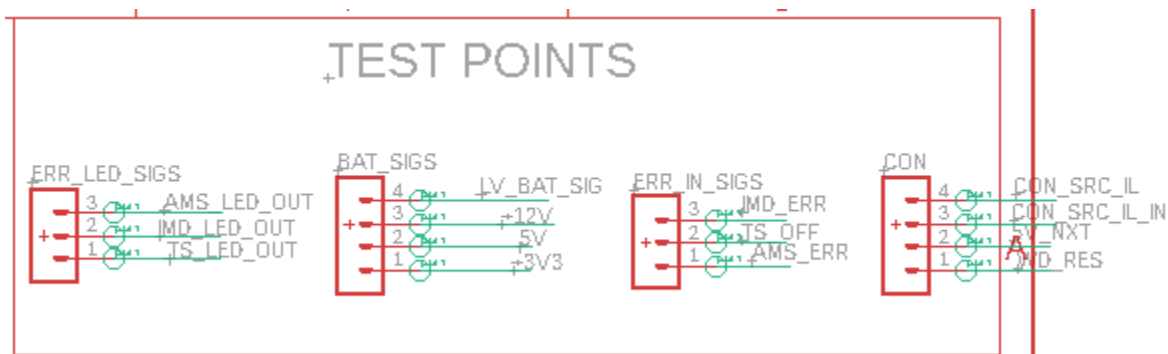 TEST POINTS
ERR_LED_SIGS
3 AMS_LED_OUT
2 IMD_LED_OUT
1 TS_LED_OUT
BAT_SIGS
4 LV_BAT_SIG
3 +12V
2 5V
1 +3V3
ERR_IN_SIGS
3 IMD_ERR
2 TS_OFF
1 AMS_ERR
CON
4 CON_SRC_IL
3 CON_SRC_IL_IN
2 5V_NXT
1
A